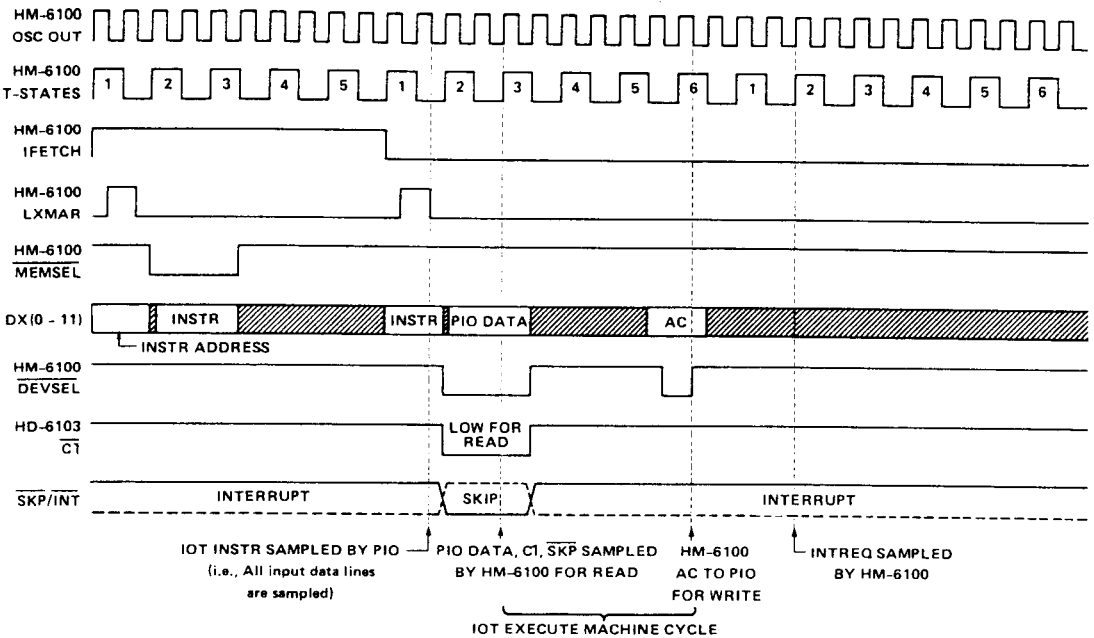 HM-6100
OSC OUT
HM-6100
T-STATES
1 2 3 4 5 1 2 3 4 5 6 1 2 3 4 5 6
HM-6100
IFETCH
HM-6100
LXMAR
HM-6100
MEMSEL
DX(0 - 11)
INSTR INSTR PIO DATA AC
INSTR ADDRESS
HM-6100
DEVSEL
HD-6103
C1
LOW FOR
READ
SKP/INT
INTERRUPT SKIP INTERRUPT
IOT INSTR SAMPLED BY PIO
(i.e., All input data lines
are sampled)
PIO DATA, C1, SKP SAMPLED
BY HM-6100 FOR READ
HM-6100
AC TO PIO
FOR WRITE
INTREQ SAMPLED
BY HM-6100
IOT EXECUTE MACHINE CYCLE